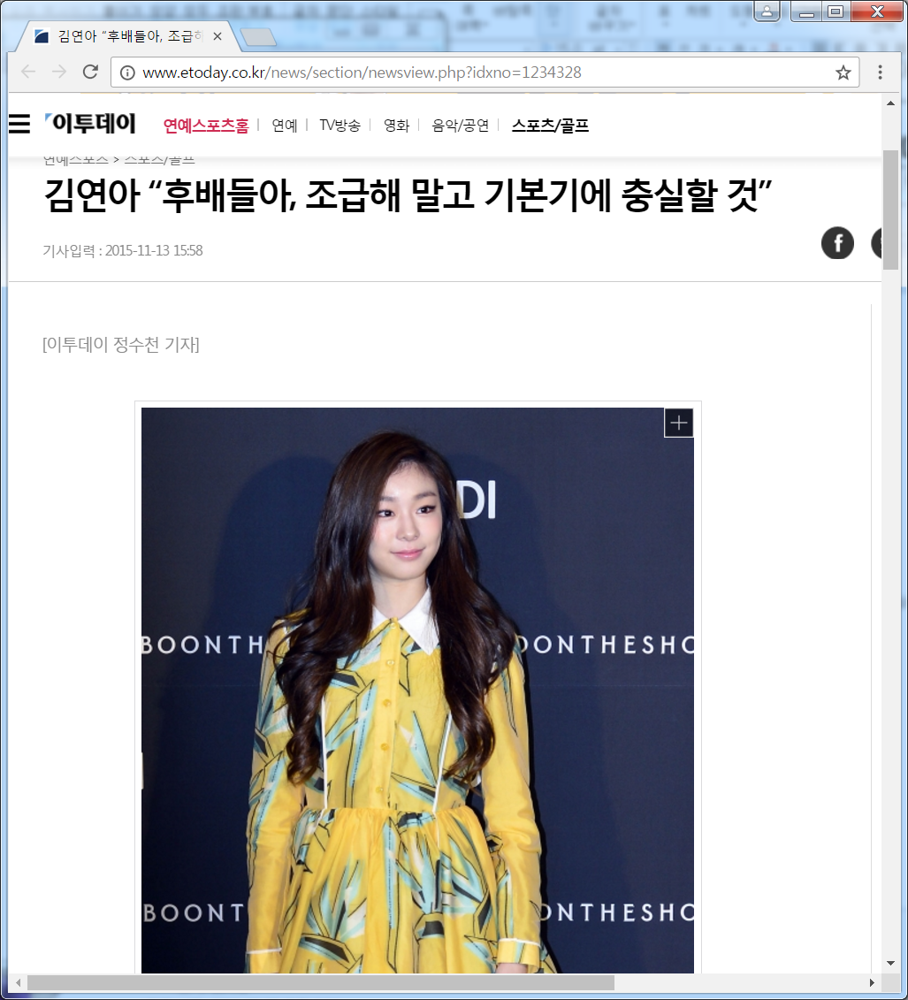 김연아 “후배들아, 조급히
www.etoday.co.kr/news/section/newsview.php?idxno=1234328
이투데이
연예스포츠홈 | 연예 | TV방송 | 영화 | 음악/공연 | 스포츠/골프
연예스포츠 > 스포츠/골프
김연아 “후배들아, 조급해 말고 기본기에 충실할 것”
기사입력 : 2015-11-13 15:58
[이투데이 정수천 기자]
DI
BOONTH
OONTHESHO
BOONT
ONTHESHO